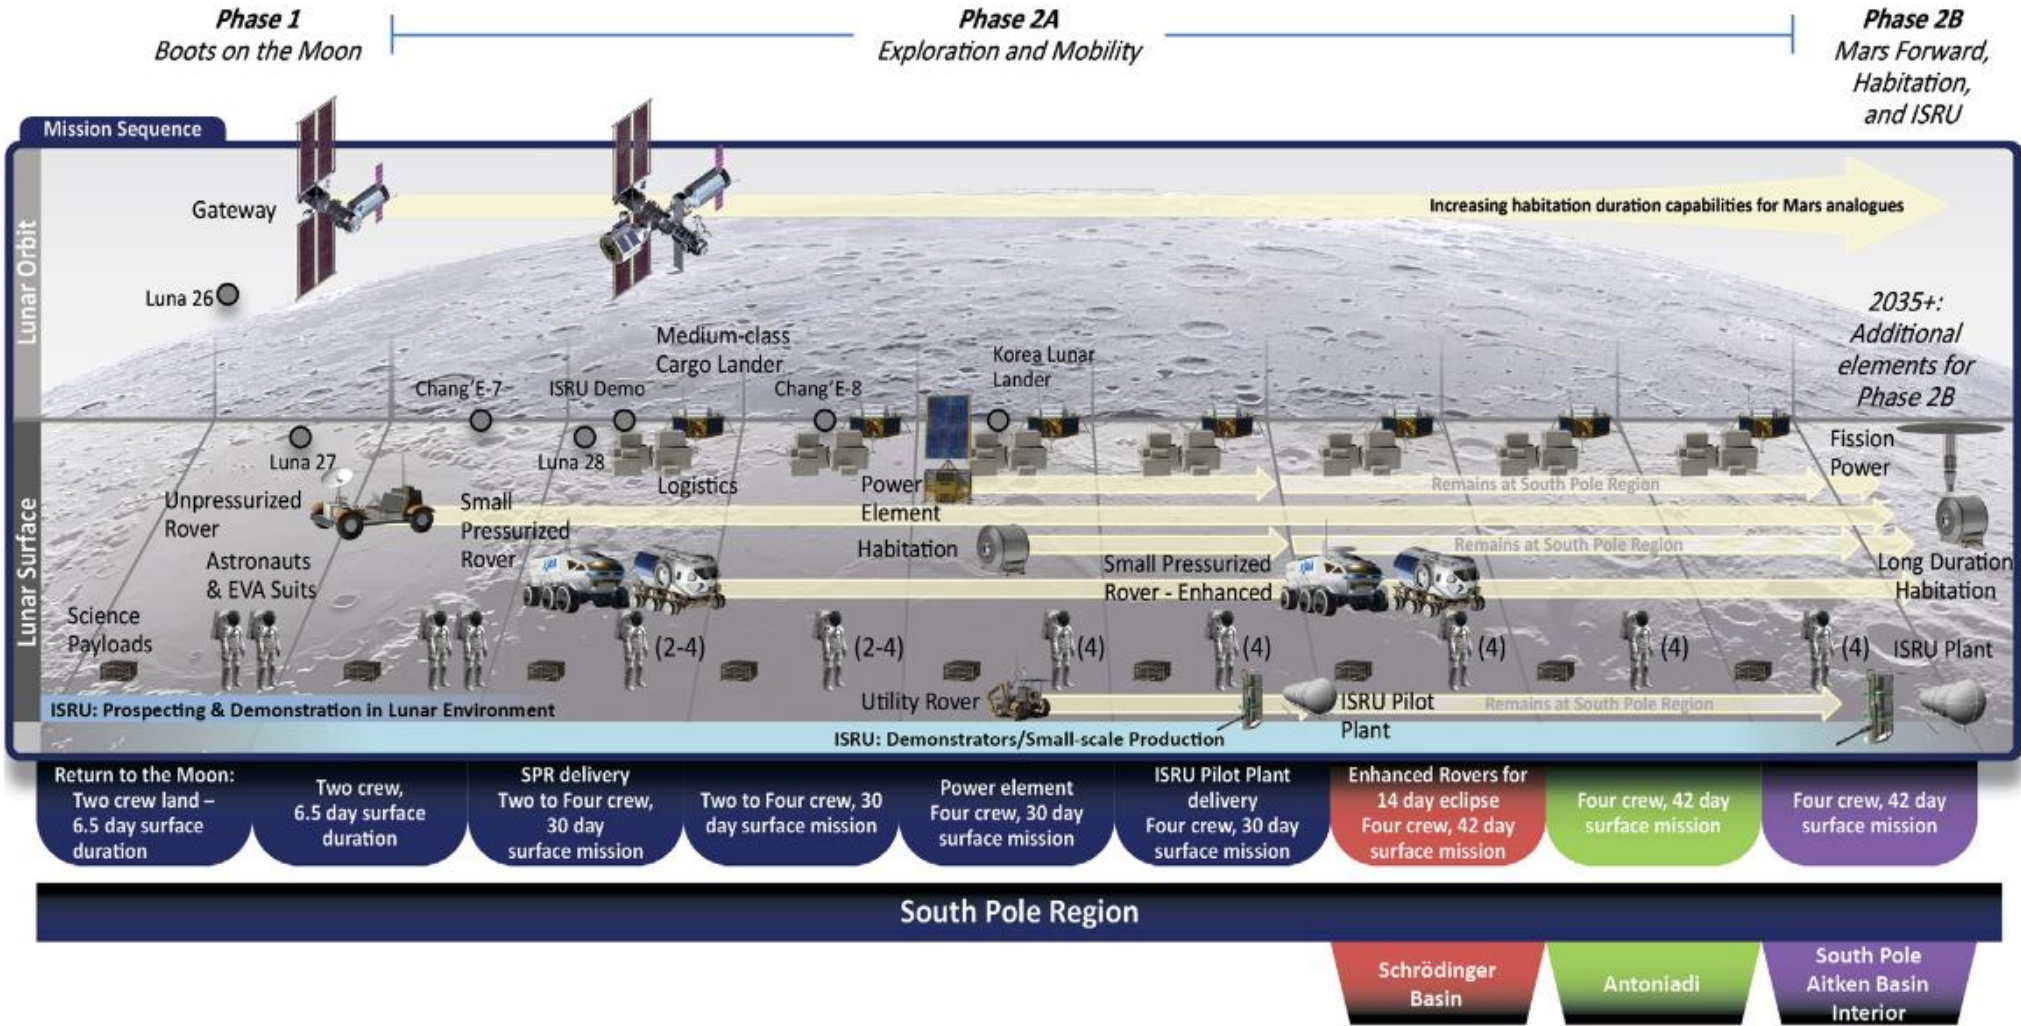 Phase 1
Boots on the Moon
Phase 2A
Exploration and Mobility
Phase 2B
Mars Forward,
Habitation,
and ISRU
Mission Sequence
Lunar Orbit
Gateway
Increasing habitation duration capabilities for Mars analogues
Luna 26
2035+:
Additional
elements for
Phase 2B
Medium-class
Cargo Lander
Korea Lunar
Lander
Chang'E-7
ISRU Demo
Chang'E-8
Lunar Surface
Luna 27
Luna 28
Fission
Power
Logistics
Power
Element
Remains at South Pole Region
Unpressurized
Rover
Small
Pressurized
Rover
Habitation
Remains at South Pole Region
Small Pressurized
Rover - Enhanced
Long Duration
Habitation
Astronauts
& EVA Suits
Science
Payloads
(2-4)
(2-4)
(4)
(4)
(4)
(4)
(4)
ISRU Plant
Utility Rover
ISRU Pilot
Plant
Remains at South Pole Region
ISRU: Prospecting & Demonstration in Lunar Environment
ISRU: Demonstrators/Small-scale Production
Return to the Moon:
Two crew land –
6.5 day surface
duration
Two crew,
6.5 day surface
duration
SPR delivery
Two to Four crew,
30 day
surface mission
Two to Four crew, 30
day surface mission
Power element
Four crew, 30 day
surface mission
ISRU Pilot Plant
delivery
Four crew, 30 day
surface mission
Enhanced Rovers for
14 day eclipse
Four crew, 42 day
surface mission
Four crew, 42 day
surface mission
Four crew, 42 day
surface mission
South Pole Region
Schrödinger
Basin
Antoniadi
South Pole
Aitken Basin
Interior